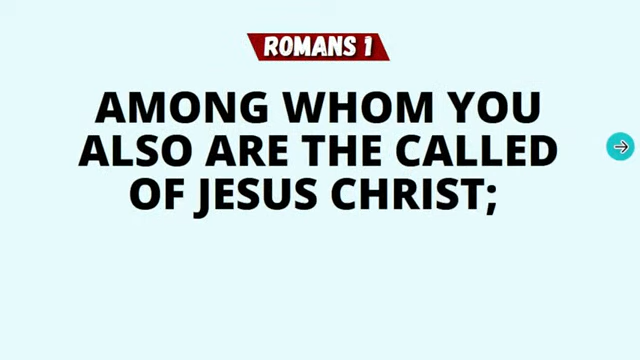 ROMANS 1
AMONG WHOM YOU
ALSO ARE THE CALLED
OF JESUS CHRIST;